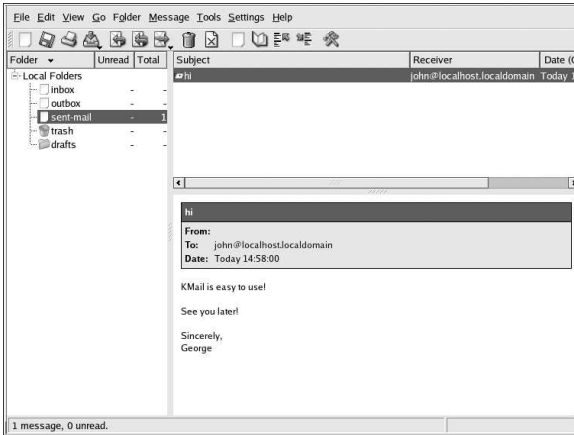 File Edit View Go Folder Message Tools Settings Help
Folder Unread Total
Subject Receiver Date (
Local Folders
hi john@localhost.localdomain Today 1
inbox - -
outbox - -
sent-mail - 1
trash - -
drafts - -
hi
From:
To: john@localhost.localdomain
Date: Today 14:58:00
KMail is easy to use!
See you later!
Sincerely,
George
1 message, 0 unread.